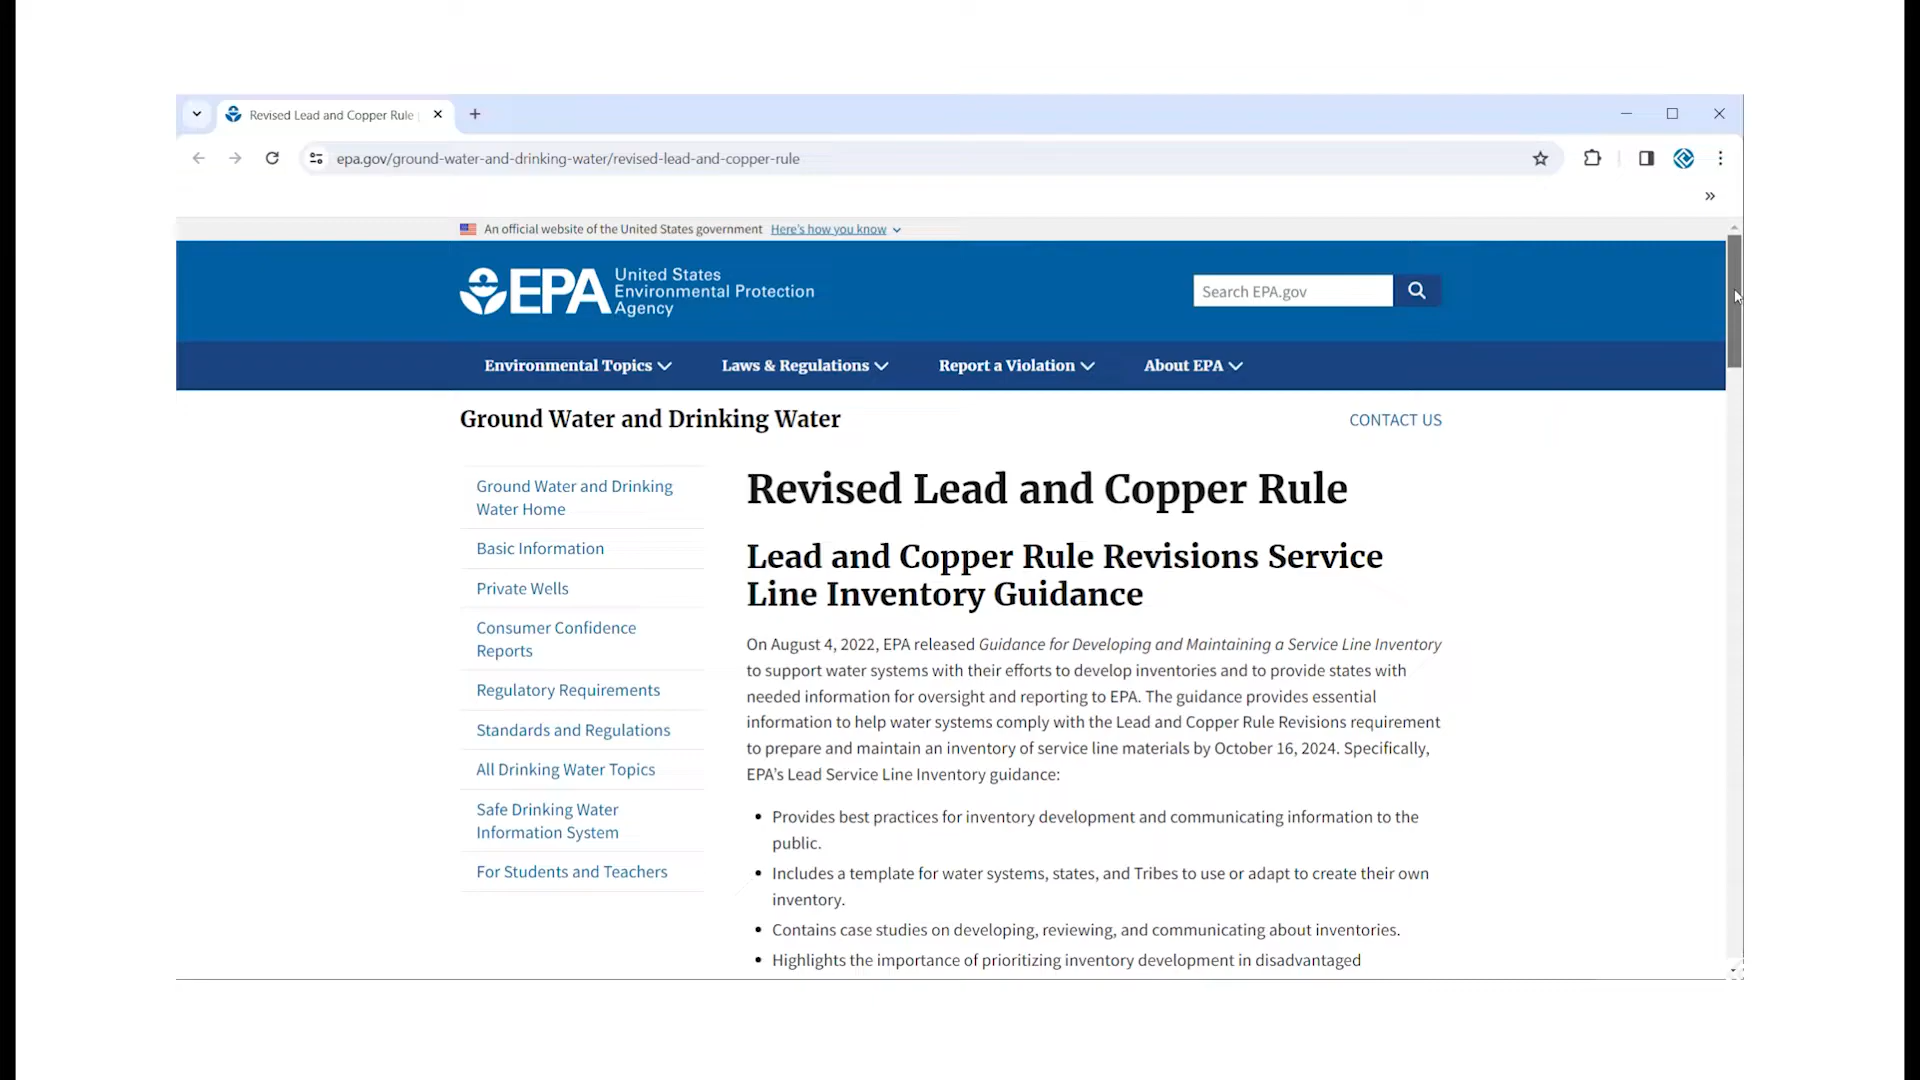 Revised Lead and Copper Rule
epa.gov/ground-water-and-drinking-water/revised-lead-and-copper-rule
An official website of the United States government Here's how you know
EPA United States
Environmental Protection
Agency
Search EPA.gov
Environmental Topics Laws & Regulations Report a Violation About EPA
Ground Water and Drinking Water
CONTACT US
Ground Water and Drinking
Water Home
Basic Information
Private Wells
Consumer Confidence
Reports
Regulatory Requirements
Standards and Regulations
All Drinking Water Topics
Safe Drinking Water
Information System
For Students and Teachers
Revised Lead and Copper Rule
Lead and Copper Rule Revisions Service
Line Inventory Guidance
On August 4, 2022, EPA released Guidance for Developing and Maintaining a Service Line Inventory
to support water systems with their efforts to develop inventories and to provide states with
needed information for oversight and reporting to EPA. The guidance provides essential
information to help water systems comply with the Lead and Copper Rule Revisions requirement
to prepare and maintain an inventory of service line materials by October 16, 2024. Specifically,
EPA's Lead Service Line Inventory guidance:
• Provides best practices for inventory development and communicating information to the
public.
• Includes a template for water systems, states, and Tribes to use or adapt to create their own
inventory.
• Contains case studies on developing, reviewing, and communicating about inventories.
• Highlights the importance of prioritizing inventory development in disadvantaged